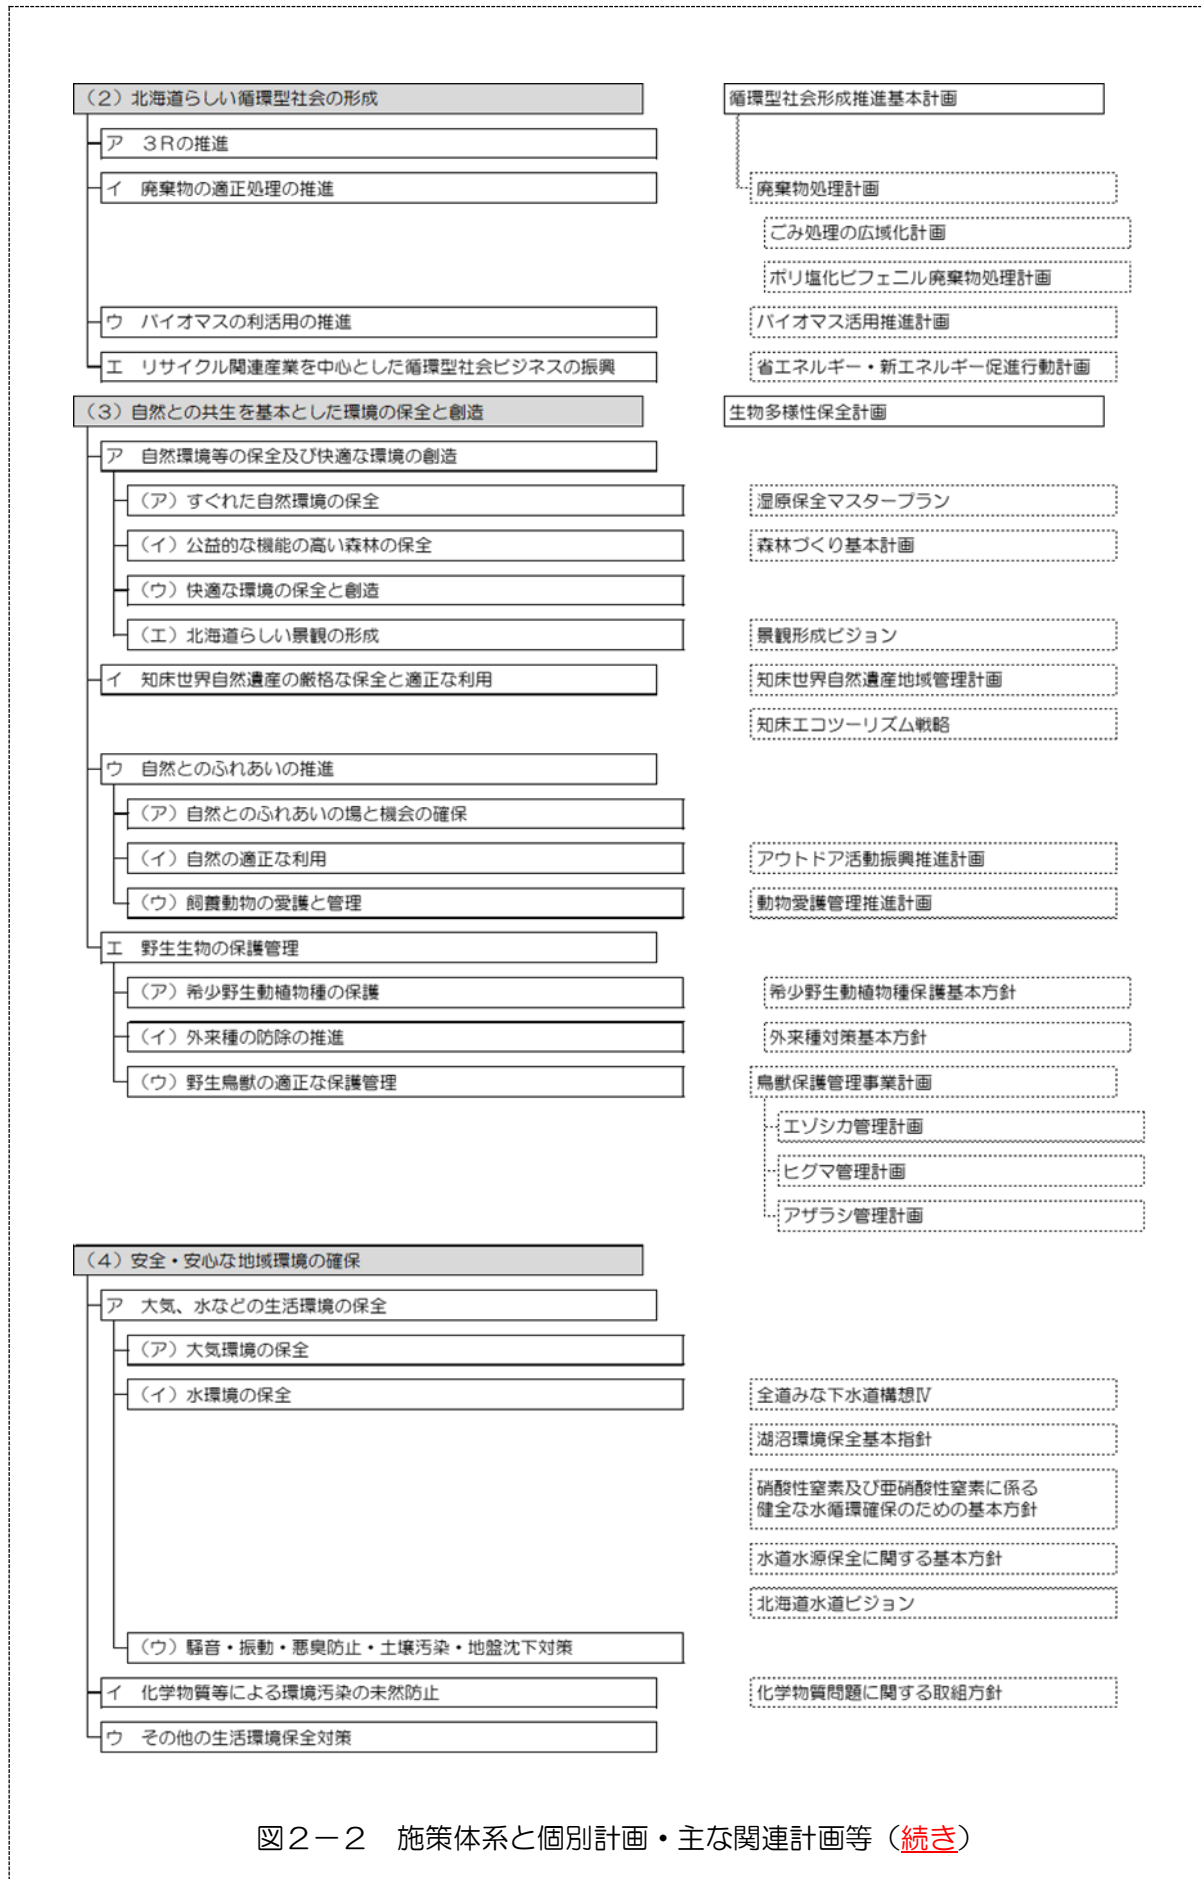 （２）北海道らしい循環型社会の形成
循環型社会形成推進基本計画
ア　３Ｒの推進
イ　廃棄物の適正処理の推進
廃棄物処理計画
ごみ処理の広域化計画
ポリ塩化ビフェニル廃棄物処理計画
ウ　バイオマスの利活用の推進
バイオマス活用推進計画
エ　リサイクル関連産業を中心とした循環型社会ビジネスの振興
省エネルギー・新エネルギー促進行動計画
（３）自然との共生を基本とした環境の保全と創造
生物多様性保全計画
ア　自然環境等の保全及び快適な環境の創造
（ア）すぐれた自然環境の保全
湿原保全マスタープラン
（イ）公益的な機能の高い森林の保全
森林づくり基本計画
（ウ）快適な環境の保全と創造
（エ）北海道らしい景観の形成
景観形成ビジョン
イ　知床世界自然遺産の厳格な保全と適正な利用
知床世界自然遺産地域管理計画
知床エコツーリズム戦略
ウ　自然とのふれあいの推進
（ア）自然とのふれあいの場と機会の確保
（イ）自然の適正な利用
アウトドア活動振興推進計画
（ウ）飼養動物の愛護と管理
動物愛護管理推進計画
エ　野生生物の保護管理
（ア）希少野生動植物種の保護
希少野生動植物種保護基本方針
（イ）外来種の防除の推進
外来種対策基本方針
（ウ）野生鳥獣の適正な保護管理
鳥獣保護管理事業計画
エゾシカ管理計画
ヒグマ管理計画
アザラシ管理計画
（４）安全・安心な地域環境の確保
ア　大気、水などの生活環境の保全
（ア）大気環境の保全
（イ）水環境の保全
全道みな下水道構想Ⅳ
湖沼環境保全基本指針
硝酸性窒素及び亜硝酸性窒素に係る
健全な水循環確保のための基本方針
水道水源保全に関する基本方針
北海道水道ビジョン
（ウ）騒音・振動・悪臭防止・土壌汚染・地盤沈下対策
イ　化学物質等による環境汚染の未然防止
化学物質問題に関する取組方針
ウ　その他の生活環境保全対策
図２－２　施策体系と個別計画・主な関連計画等（続き）